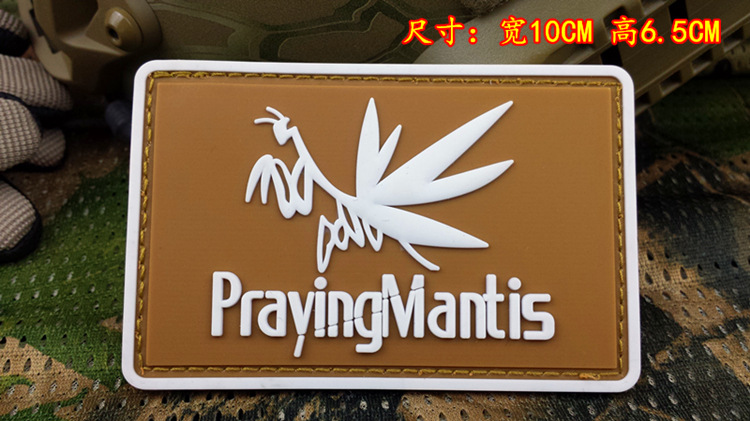 尺寸：宽10CM 高6.5CM
PrayingMantis